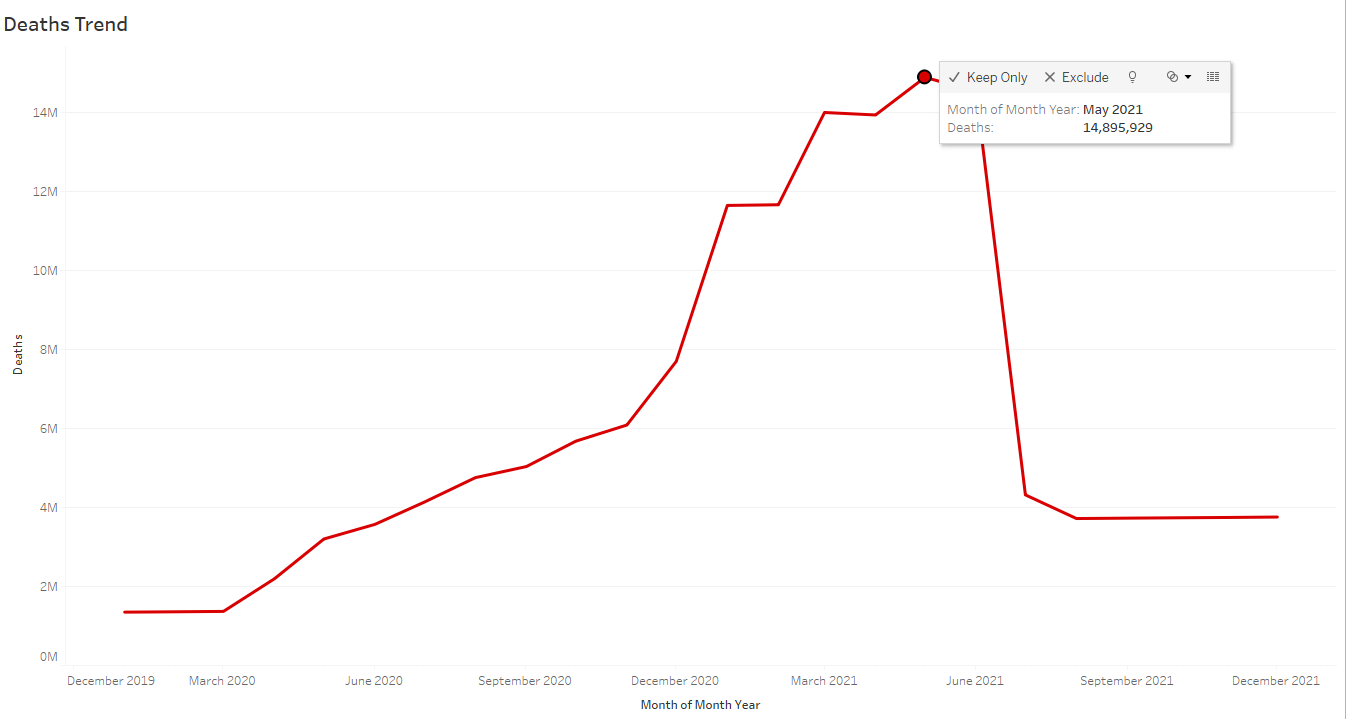 Deaths Trend
Keep Only Exclude
Month of Month Year: May 2021
Deaths: 14,895,929
14M
12M
10M
8M
6M
4M
2M
0M
Deaths
December 2019 March 2020 June 2020 September 2020 December 2020 March 2021 June 2021 September 2021 December 2021
Month of Month Year